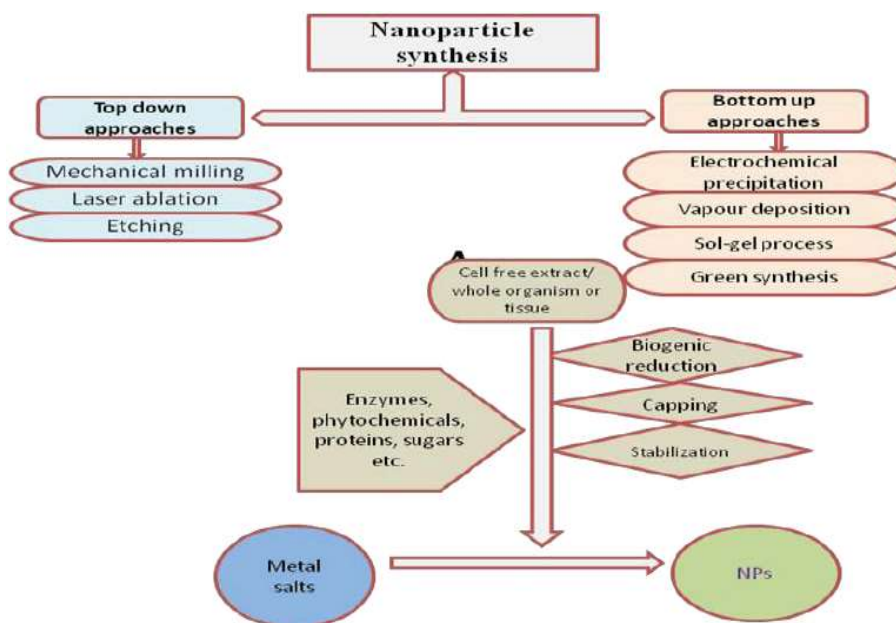 Nanoparticle
synthesis
Top down
approaches
Mechanical milling
Laser ablation
Etching
Bottom up
approaches
Electrochemical
precipitation
Vapour deposition
Sol-gel process
Green synthesis
Cell free extract/
whole organism or
tissue
Biogenic
reduction
Capping
Stabilization
Enzymes,
phytochemicals,
proteins, sugars
etc.
Metal
salts
NPs